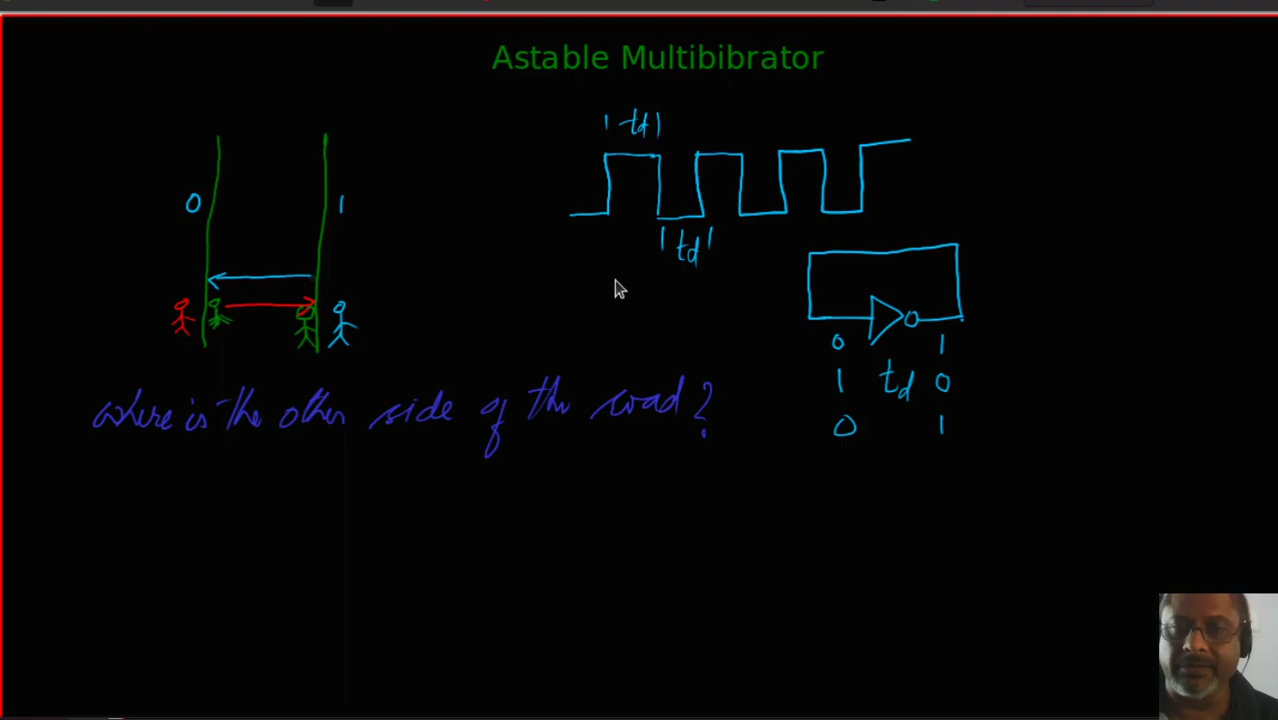 Astable Multibibrator
td
0
1
td
0 1
1 td 0
0 1
where is the other side of the road?